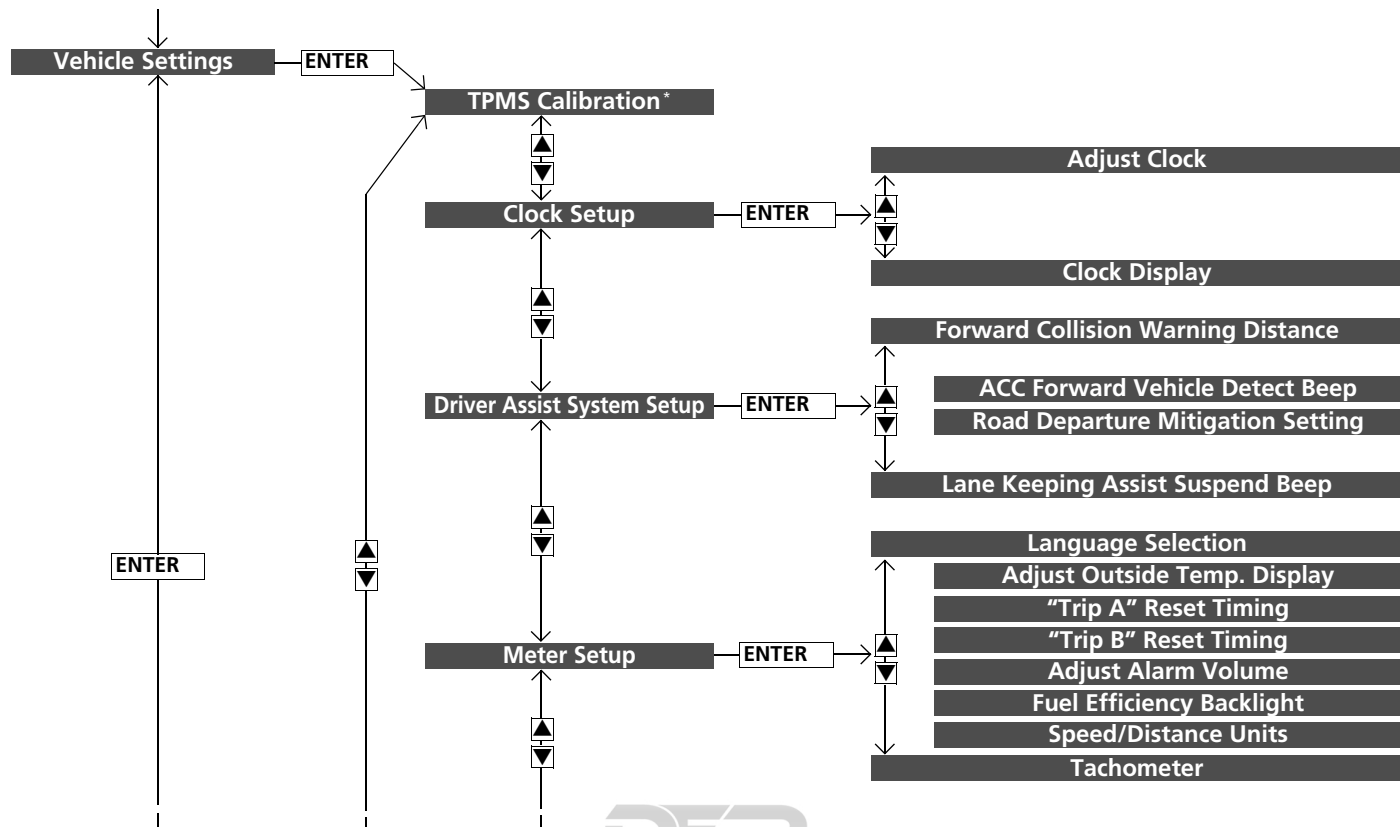 Vehicle Settings
ENTER
TPMS Calibration*
Adjust Clock
Clock Setup
ENTER
Clock Display
Forward Collision Warning Distance
ACC Forward Vehicle Detect Beep
Driver Assist System Setup
ENTER
Road Departure Mitigation Setting
Lane Keeping Assist Suspend Beep
Language Selection
ENTER
Adjust Outside Temp. Display
“Trip A” Reset Timing
“Trip B” Reset Timing
Meter Setup
ENTER
Adjust Alarm Volume
Fuel Efficiency Backlight
Speed/Distance Units
Tachometer